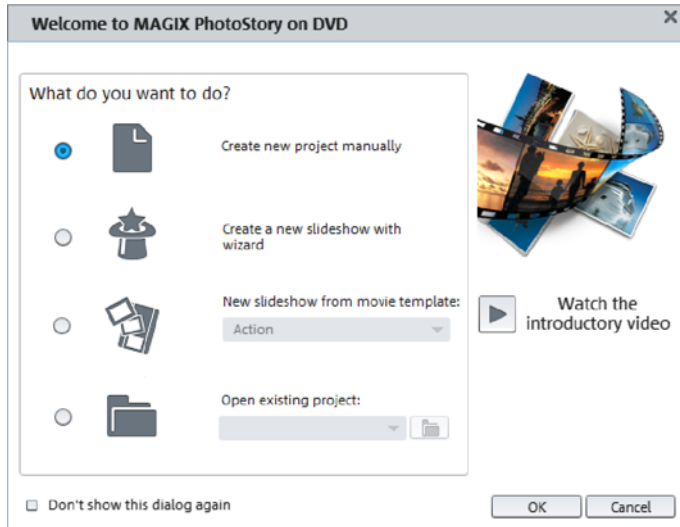 Welcome to MAGIX PhotoStory on DVD
What do you want to do?
Create new project manually
Create a new slideshow with
wizard
New slideshow from movie template:
Action
Open existing project:
Watch the
introductory video
Don't show this dialog again
OK
Cancel